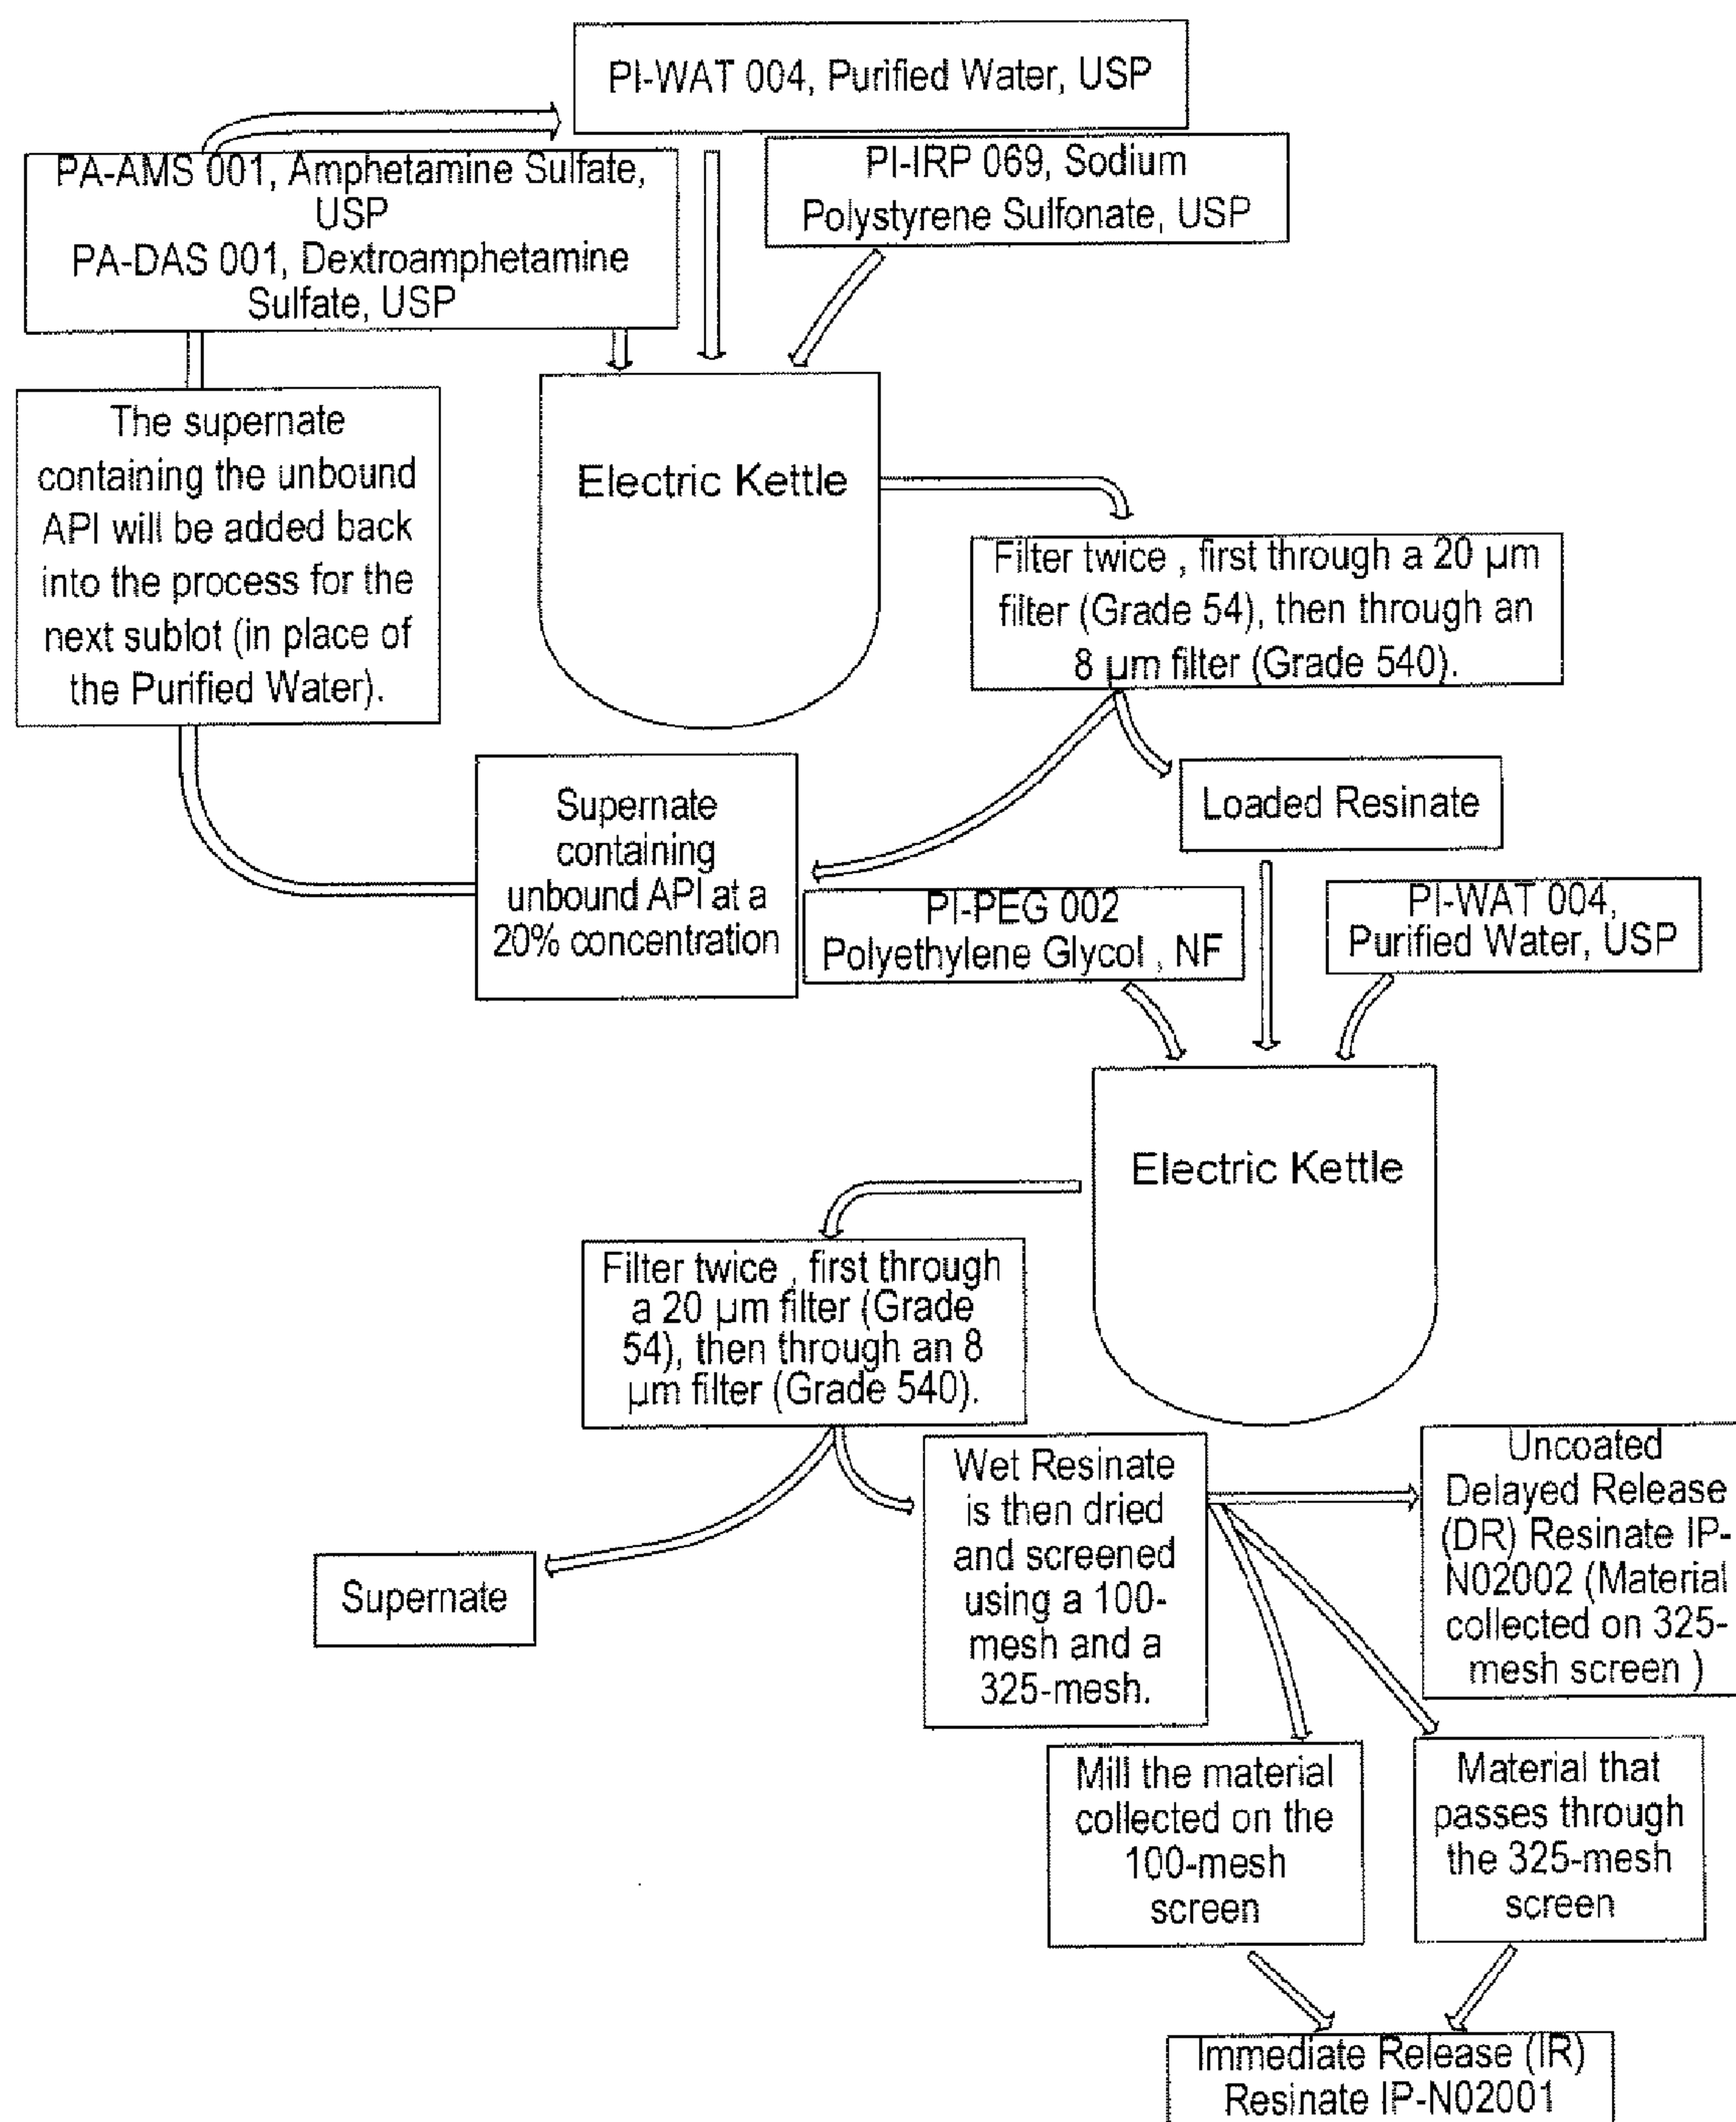 PI-WAT 004, Purified Water, USP
PA-AMS 001, Amphetamine Sulfate,
USP
PA-DAS 001, Dextroamphetamine
Sulfate, USP
PI-IRP 069, Sodium
Polystyrene Sulfonate, USP
The supernate
containing the unbound
API will be added back
into the process for the
next sublot (in place of
the Purified Water).
Electric Kettle
Filter twice , first through a 20 µm
filter (Grade 54), then through an
8 µm filter (Grade 540).
Supernate
containing
unbound API at a
20% concentration
Loaded Resinate
PI-PEG 002
Polyethylene Glycol , NF
PI-WAT 004,
Purified Water, USP
Electric Kettle
Filter twice , first through
a 20 µm filter (Grade
54), then through an 8
µm filter (Grade 540).
Supernate
Wet Resinate
is then dried
and screened
using a 100-
mesh and a
325-mesh.
Uncoated
Delayed Release
(DR) Resinate IP-
N02002 (Material
collected on 325-
mesh screen )
Mill the material
collected on the
100-mesh
screen
Material that
passes through
the 325-mesh
screen
Immediate Release (IR)
Resinate IP-N02001